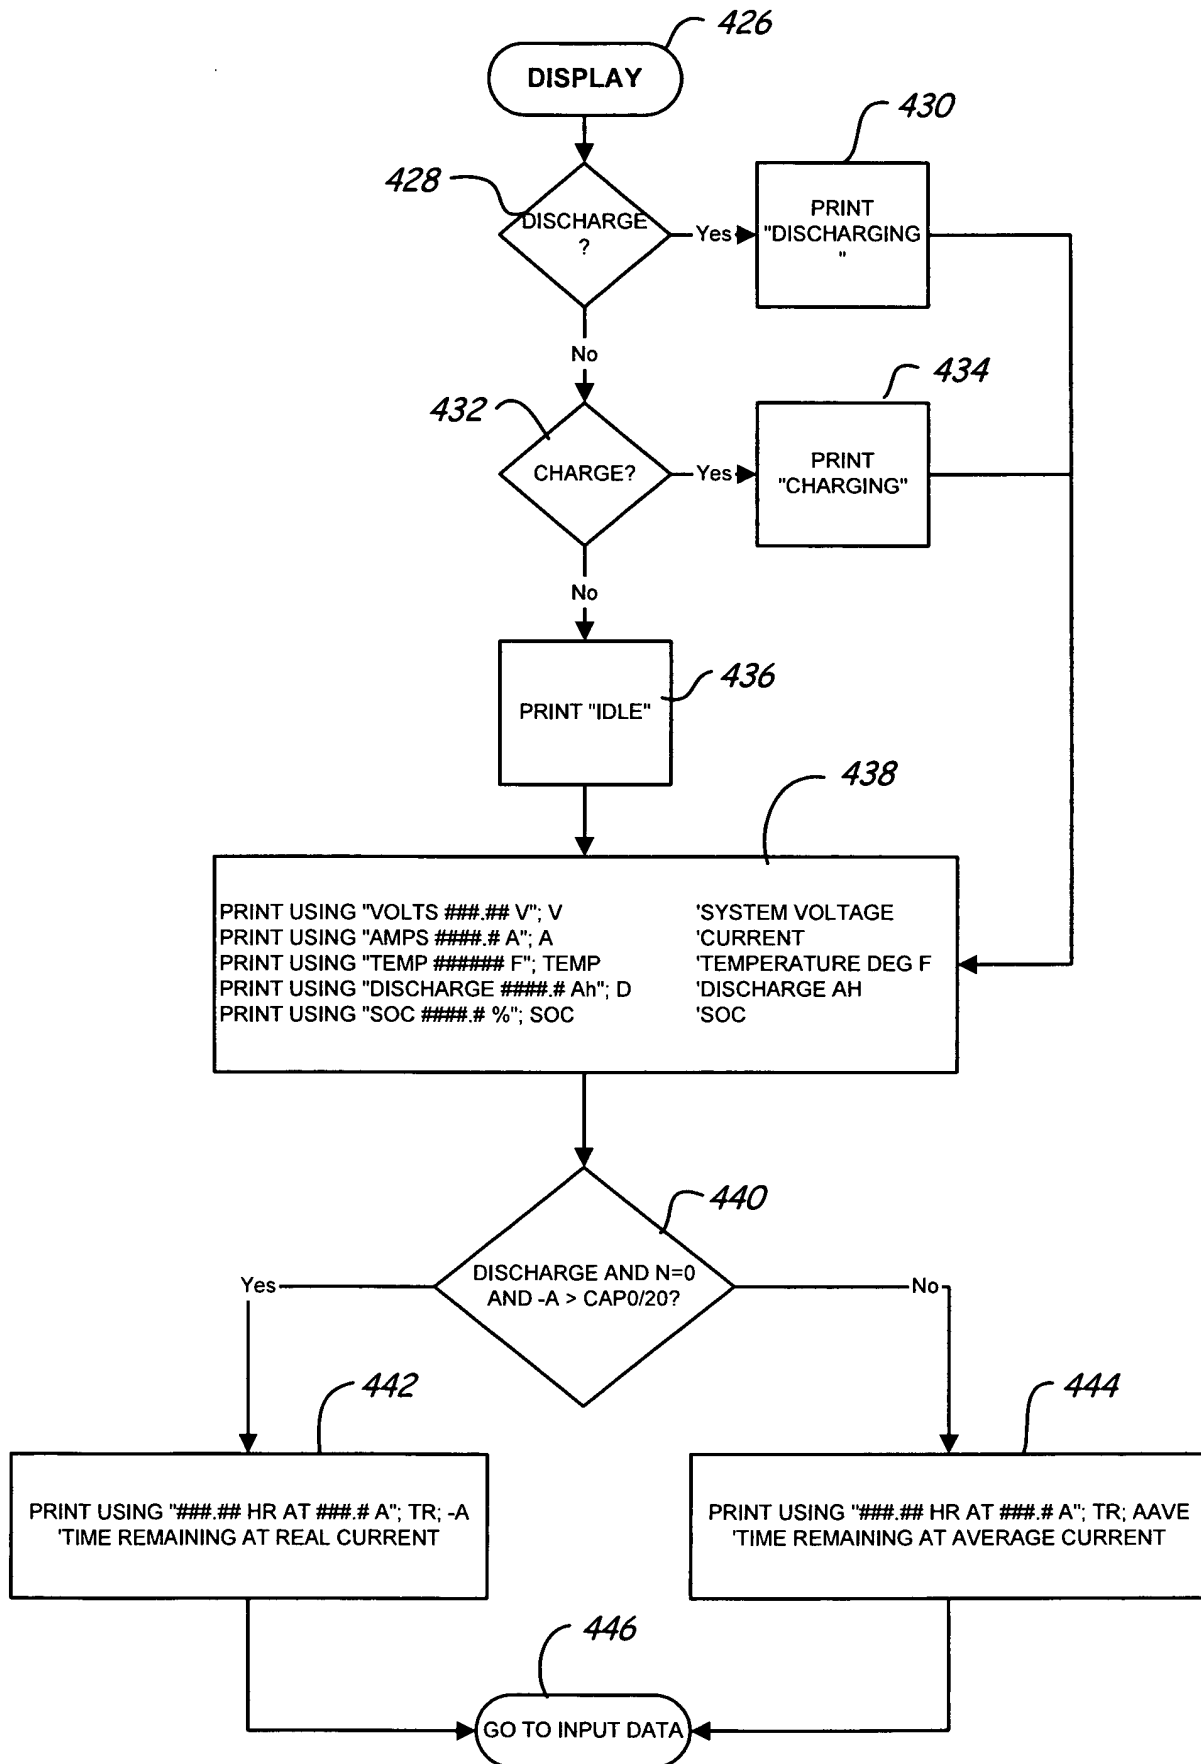 426
DISPLAY
430
428
DISCHARGE
?
Yes
PRINT
"DISCHARGING
"
No
434
432
CHARGE?
Yes
PRINT
"CHARGING"
No
436
PRINT "IDLE"
438
PRINT USING "VOLTS ###.## V"; V 'SYSTEM VOLTAGE
PRINT USING "AMPS ####.# A"; A 'CURRENT
PRINT USING "TEMP ###### F"; TEMP 'TEMPERATURE DEG F
PRINT USING "DISCHARGE ####.# Ah"; D 'DISCHARGE AH
PRINT USING "SOC ####.# %"; SOC 'SOC
440
DISCHARGE AND N=0
AND -A > CAP0/20?
Yes
No
442
PRINT USING "###.## HR AT ###.# A"; TR; -A
'TIME REMAINING AT REAL CURRENT
444
PRINT USING "###.## HR AT ###.# A"; TR; AAVE
'TIME REMAINING AT AVERAGE CURRENT
446
GO TO INPUT DATA